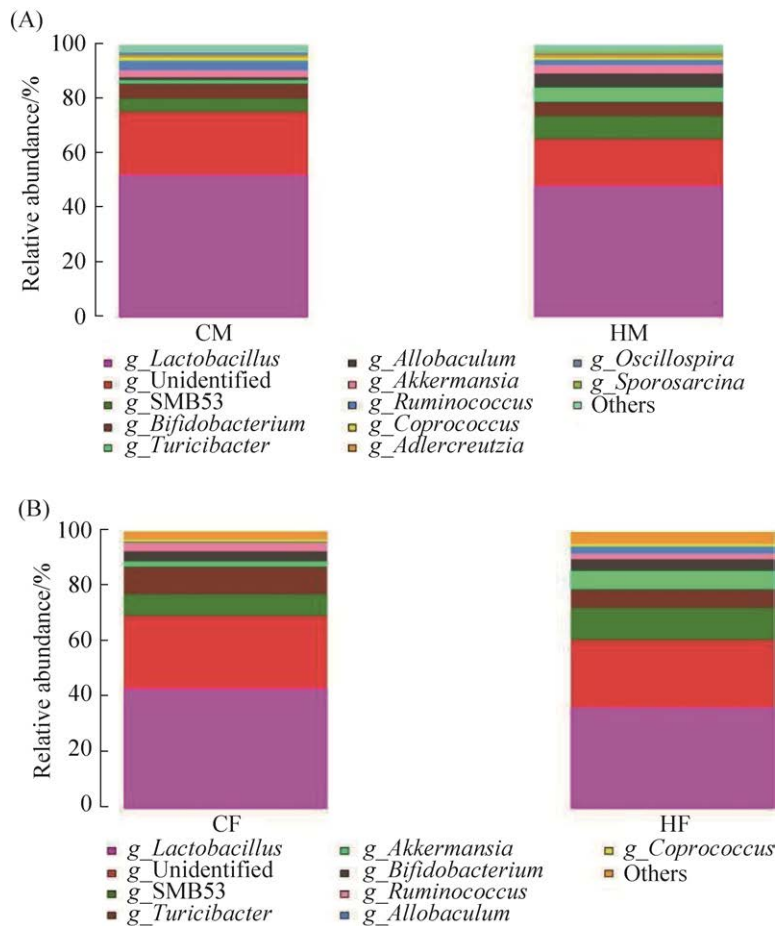 (A)
100
80
60
40
20
0
Relative abundance/%
CM HM
g_Lactobacillus g_Allobaculum g_Oscillospira
g_Unidentified g_Akkermansia g_Sporosarcina
g_SMB53 g_Ruminococcus Others
g_Bifidobacterium g_Coprococcus
g_Turicibacter g_Adlercreutzia
(B)
100
80
60
40
20
0
Relative abundance/%
CF HF
g_Lactobacillus g_Akkermansia g_Coprococcus
g_Unidentified g_Bifidobacterium Others
g_SMB53 g_Ruminococcus
g_Turicibacter g_Allobaculum